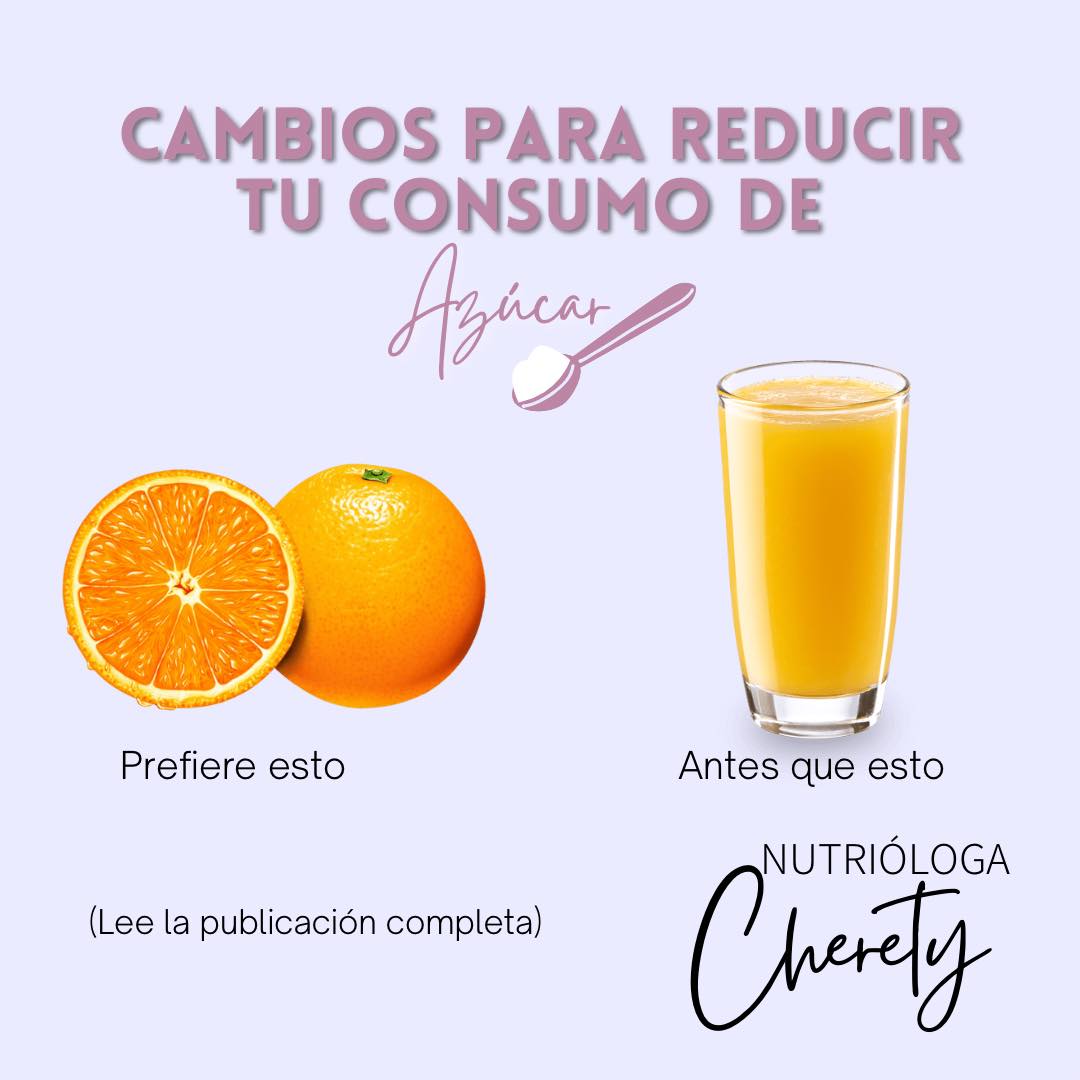 CAMBIOS PARA REDUCIR
TU CONSUMO DE
Azúcar
Prefiere esto
Antes que esto
(Lee la publicación completa)
NUTRIÓLOGA
Cherety